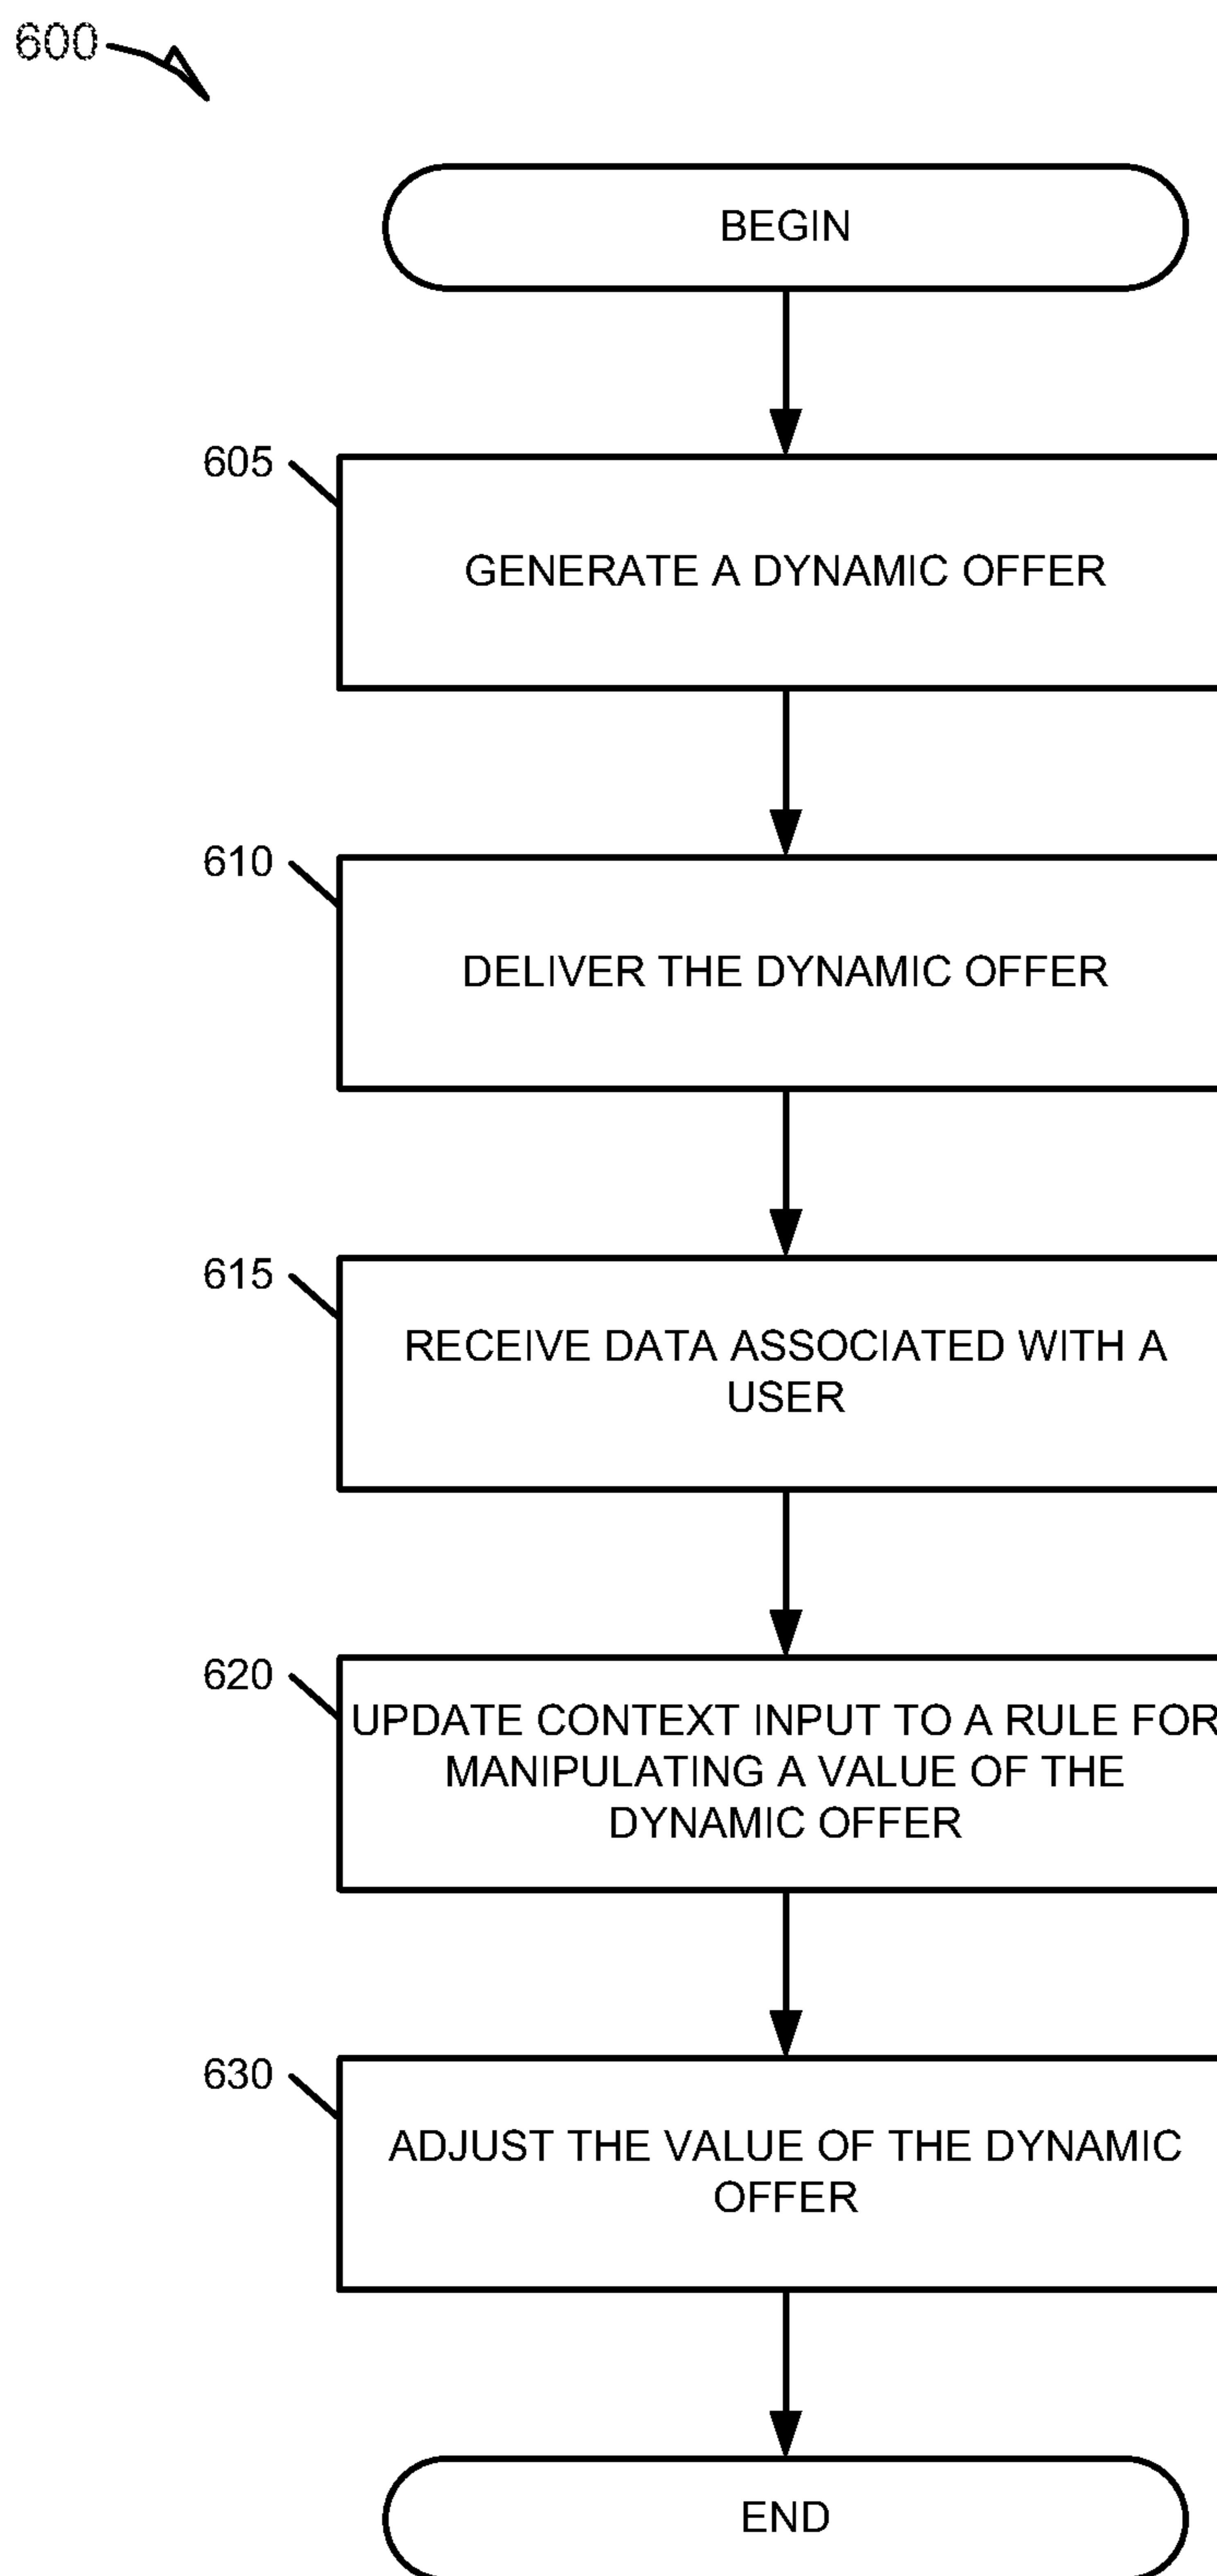 600
BEGIN
605
GENERATE A DYNAMIC OFFER
610
DELIVER THE DYNAMIC OFFER
615
RECEIVE DATA ASSOCIATED WITH A
USER
620
UPDATE CONTEXT INPUT TO A RULE FOR
MANIPULATING A VALUE OF THE
DYNAMIC OFFER
630
ADJUST THE VALUE OF THE DYNAMIC
OFFER
END